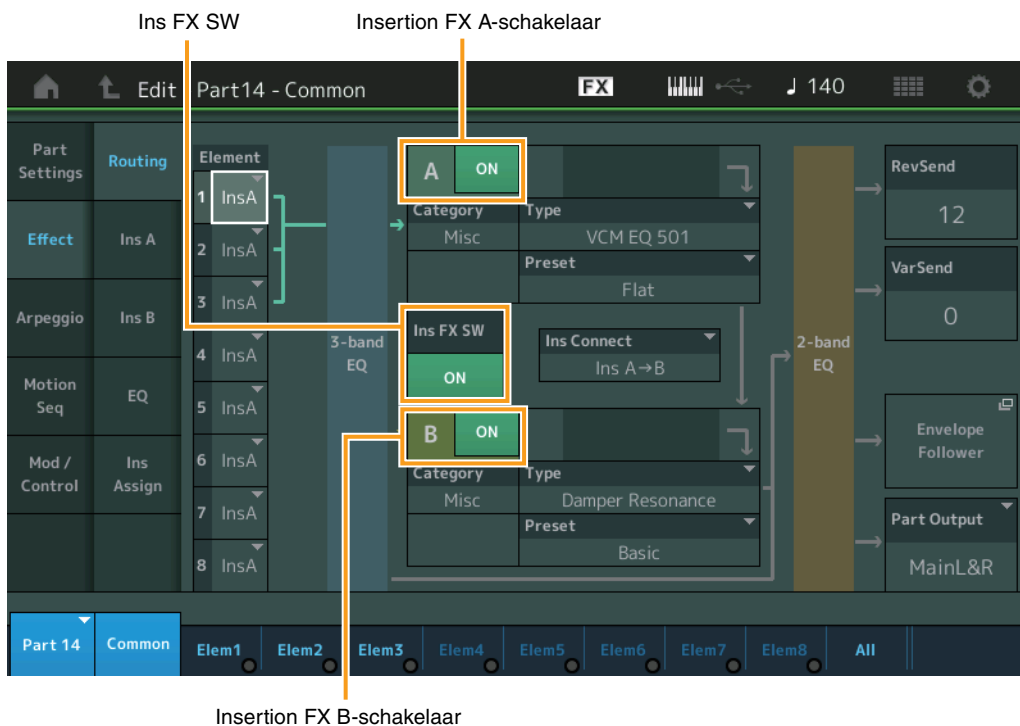 Ins FX SW
Insertion FX A-schakelaar
Edit
Part14 - Common
FX
140
Part Settings
Effect
Arpeggio
Motion Seq
Mod / Control
Routing
Ins A
Ins B
EQ
Ins Assign
Element
1 InsA
2 InsA
3 InsA
4 InsA
5 InsA
6 InsA
7 InsA
8 InsA
3-band EQ
A ON
Category
Misc
Type
VCM EQ 501
Preset
Flat
Ins FX SW
ON
Ins Connect
Ins A→B
B ON
Category
Misc
Type
Damper Resonance
Preset
Basic
2-band EQ
RevSend
12
VarSend
0
Envelope Follower
Part Output
MainL&R
Part 14
Common
Elem1
Elem2
Elem3
Elem4
Elem5
Elem6
Elem7
Elem8
All
Insertion FX B-schakelaar